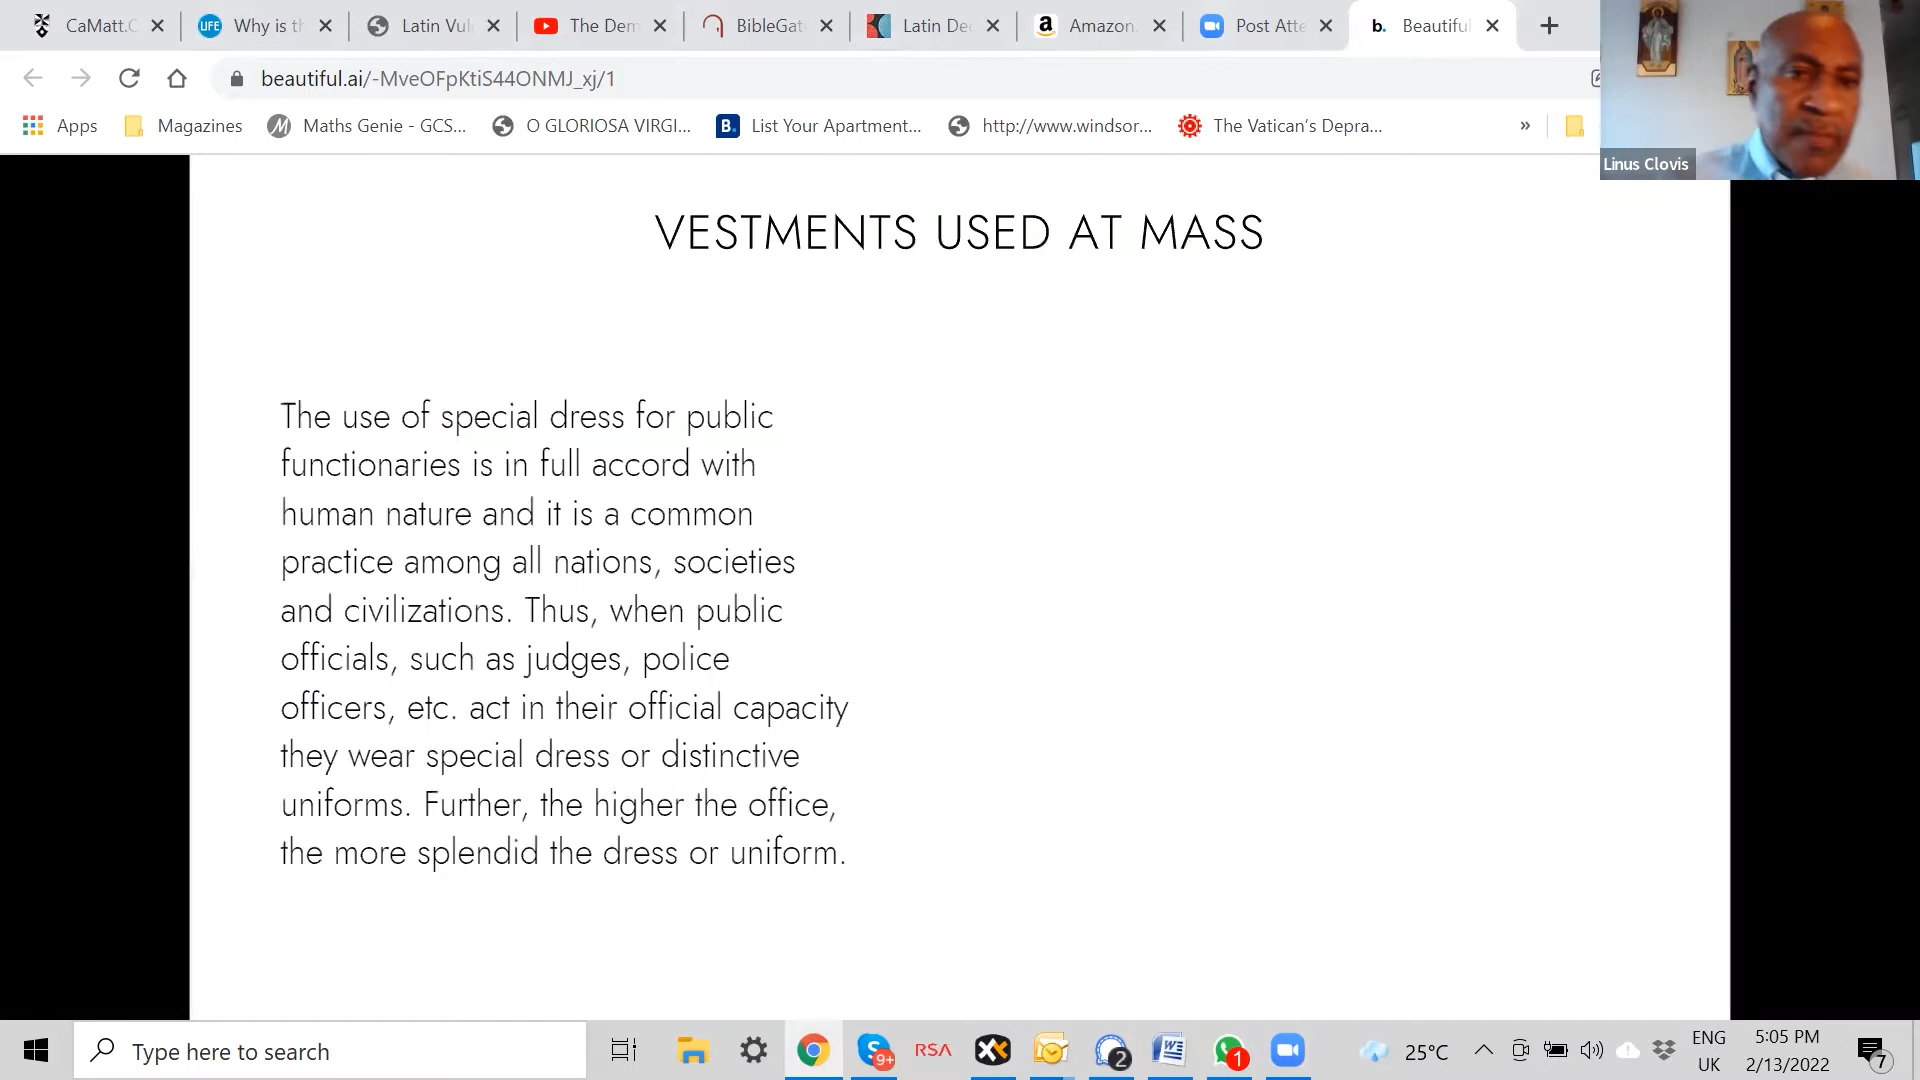 CaMatt.C
Why is th
Latin Vul
The Dem
BibleGat
Latin De
Amazon.
Post Atte
b. Beautiful
beautiful.ai/-MveOFpKtiS44ONMJ_xj/1
Apps
Magazines
Maths Genie - GCS...
O GLORIOSA VIRGI...
B. List Your Apartment...
http://www.windsor...
The Vatican's Depra...
»
Linus Clovis
VESTMENTS USED AT MASS
The use of special dress for public
functionaries is in full accord with
human nature and it is a common
practice among all nations, societies
and civilizations. Thus, when public
officials, such as judges, police
officers, etc. act in their official capacity
they wear special dress or distinctive
uniforms. Further, the higher the office,
the more splendid the dress or uniform.
Type here to search
9+
RSA
2
1
25°C
ENG
UK
5:05 PM
2/13/2022
7